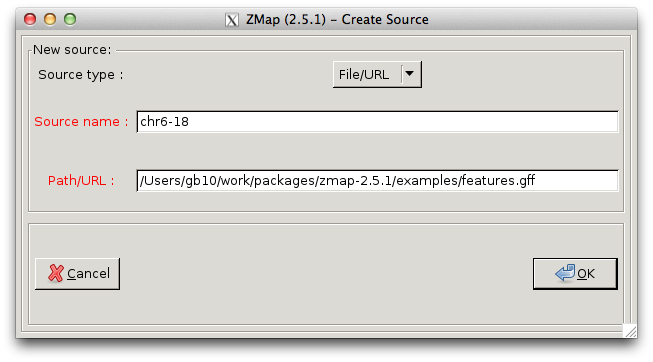 ZMap (2.5.1) – Create Source
New source:
Source type :
File/URL
Source name :
chr6-18
Path/URL :
/Users/gb10/work/packages/zmap-2.5.1/examples/features.gff
Cancel
OK